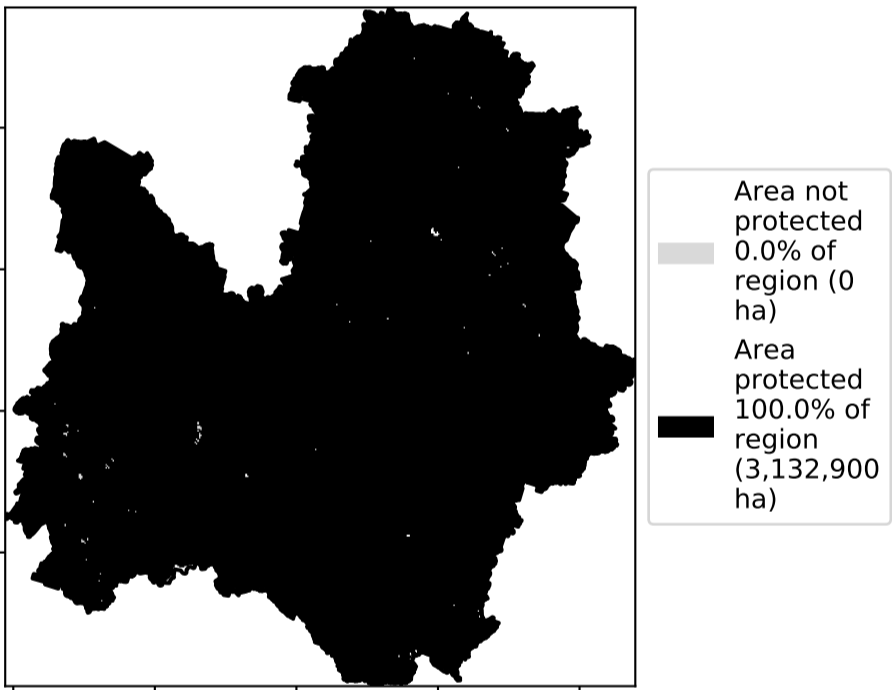 Area not
protected
0.0% of
region (0
ha)
Area
protected
100.0% of
region
(3,132,900
ha)